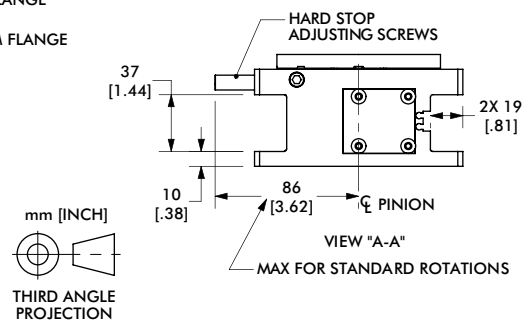 LANGE
M FLANGE
HARD STOP
ADJUSTING SCREWS
37
[1.44]
2X 19
[.81]
10
[.38]
86
[3.62]
℄ PINION
mm [INCH]
VIEW "A-A"
MAX FOR STANDARD ROTATIONS
THIRD ANGLE
PROJECTION